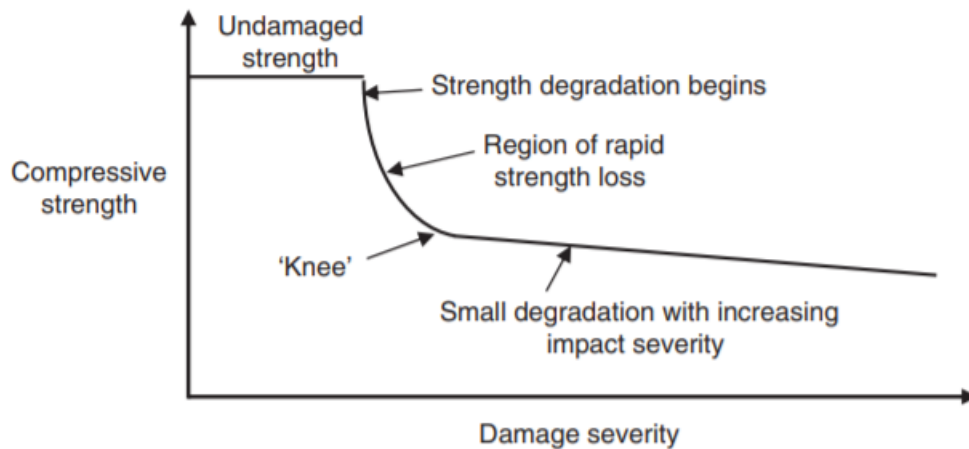 Undamaged
strength
Strength degradation begins
Region of rapid
strength loss
Compressive
strength
‘Knee’
Small degradation with increasing
impact severity
Damage severity